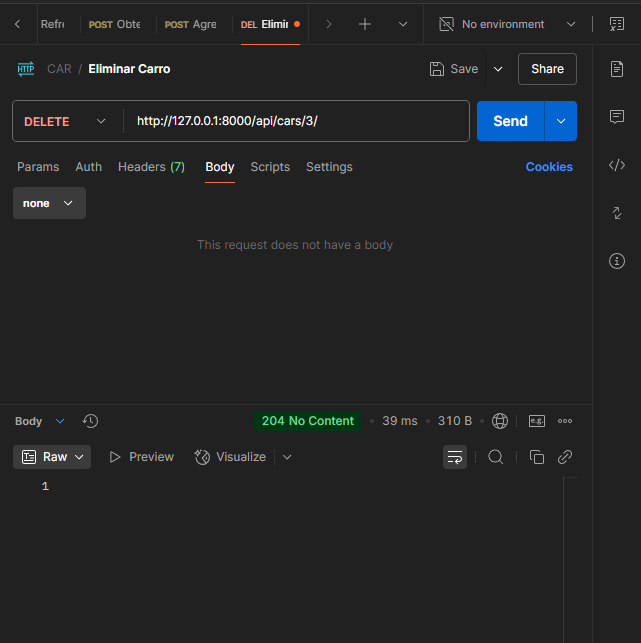 Refre POST Obte POST Agre DEL Elimin No environment
HTTP CAR / Eliminar Carro Save Share
DELETE http://127.0.0.1:8000/api/cars/3/ Send
Params Auth Headers (7) Body Scripts Settings Cookies
none
This request does not have a body
Body 204 No Content • 39 ms • 310 B • e.g.
Raw Preview Visualize
1